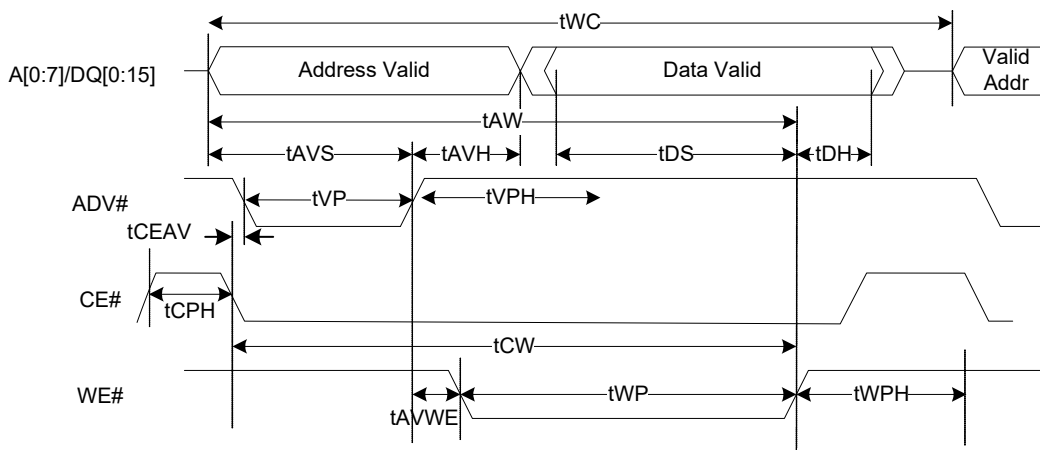 tWC
A[0:7]/DQ[0:15]
Address Valid
Data Valid
Valid
Addr
tAW
tAVS
tAVH
tDS
tDH
ADV#
tVP
tVPH
tCEAV
CE#
tCPH
tCW
WE#
tAVWE
tWP
tWPH